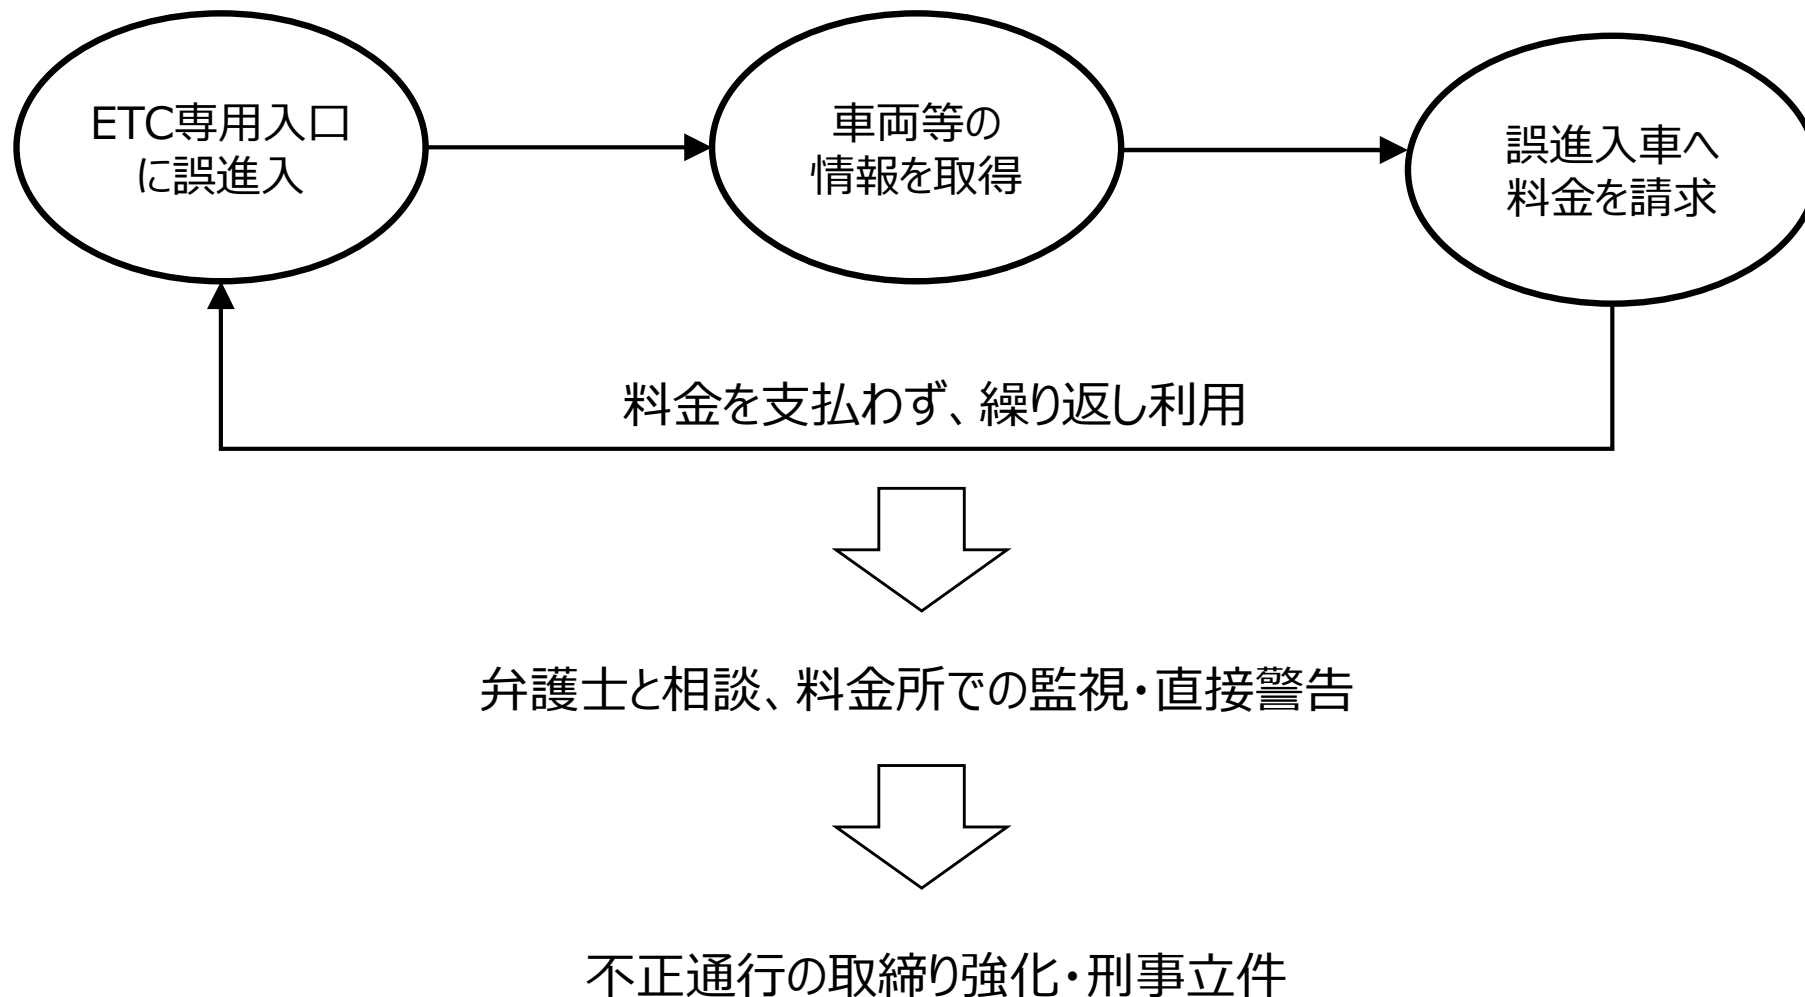 ETC専用入口
に誤進入
車両等の
情報を取得
誤進入車へ
料金を請求
料金を支払わず、繰り返し利用
弁護士と相談、料金所での監視・直接警告
不正通行の取締り強化・刑事立件